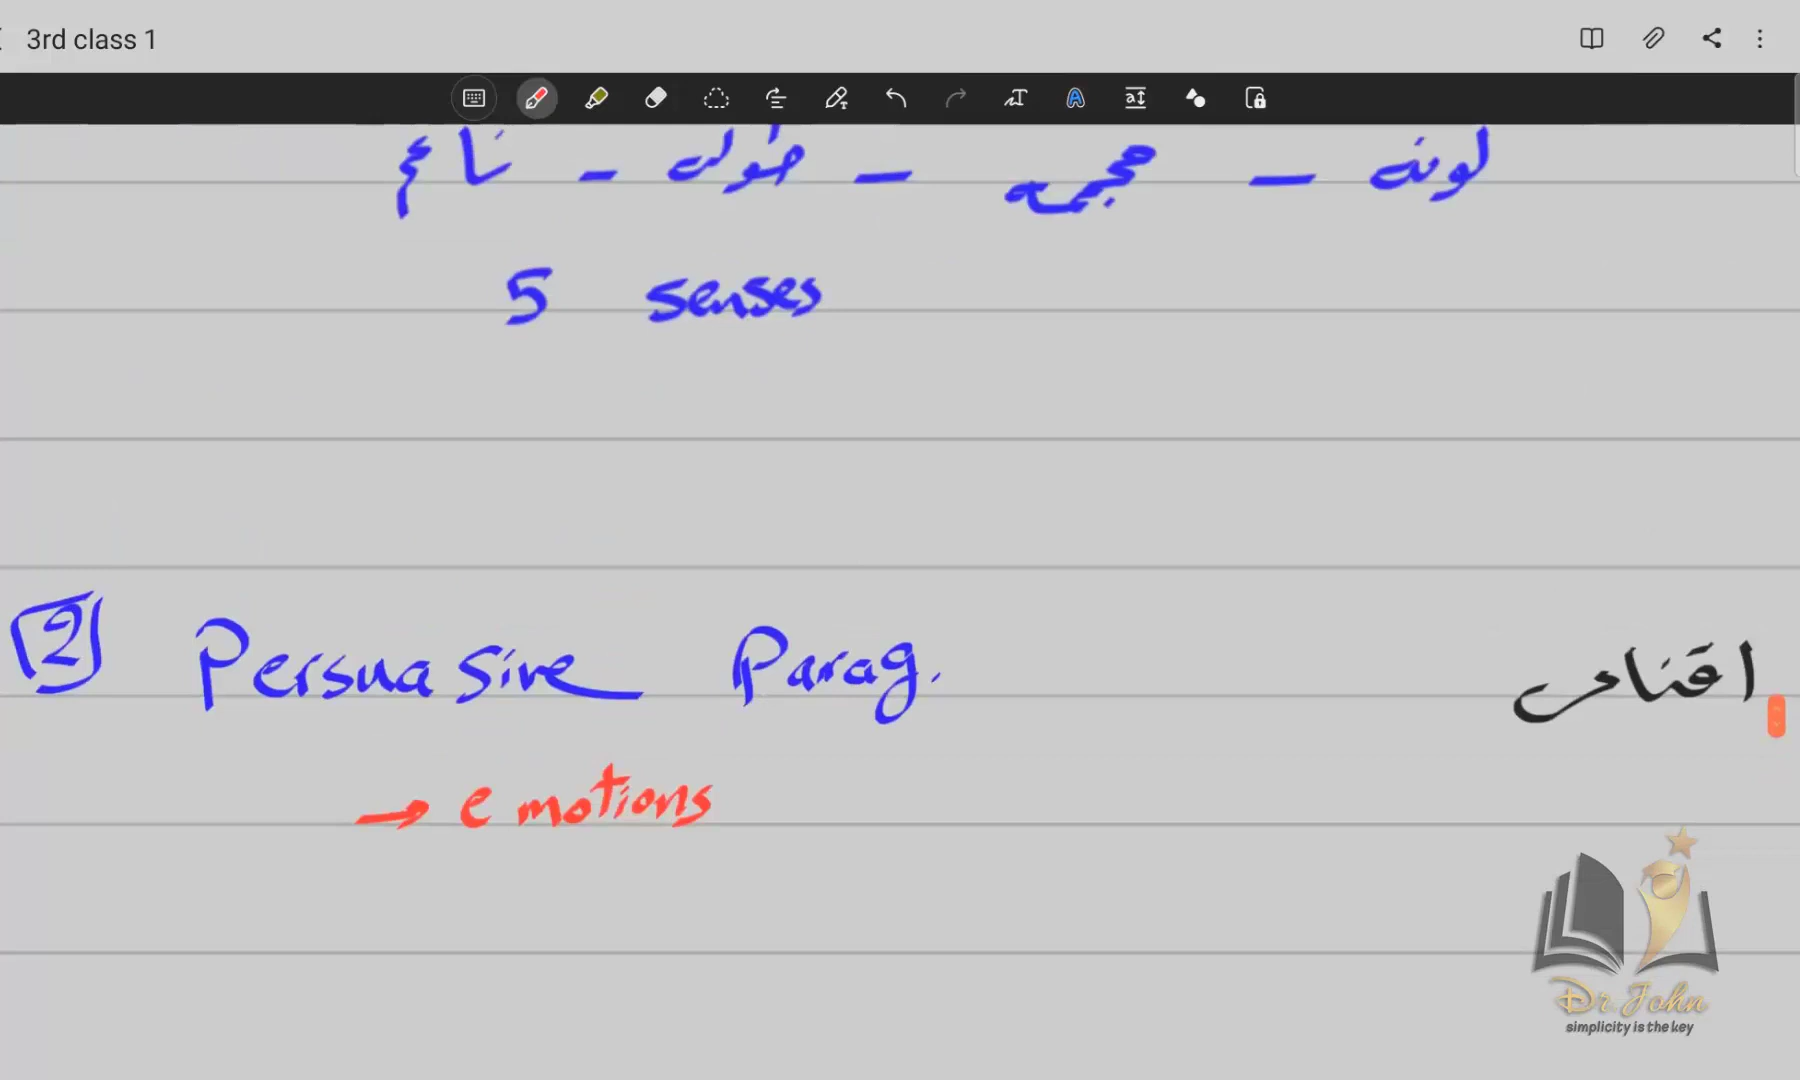 3rd class 1
لونه – حجمه – طوله – ناعم
5 senses
2 Persuasive Parag. اقناعى
→ emotions
Dr. John
simplicity is the key